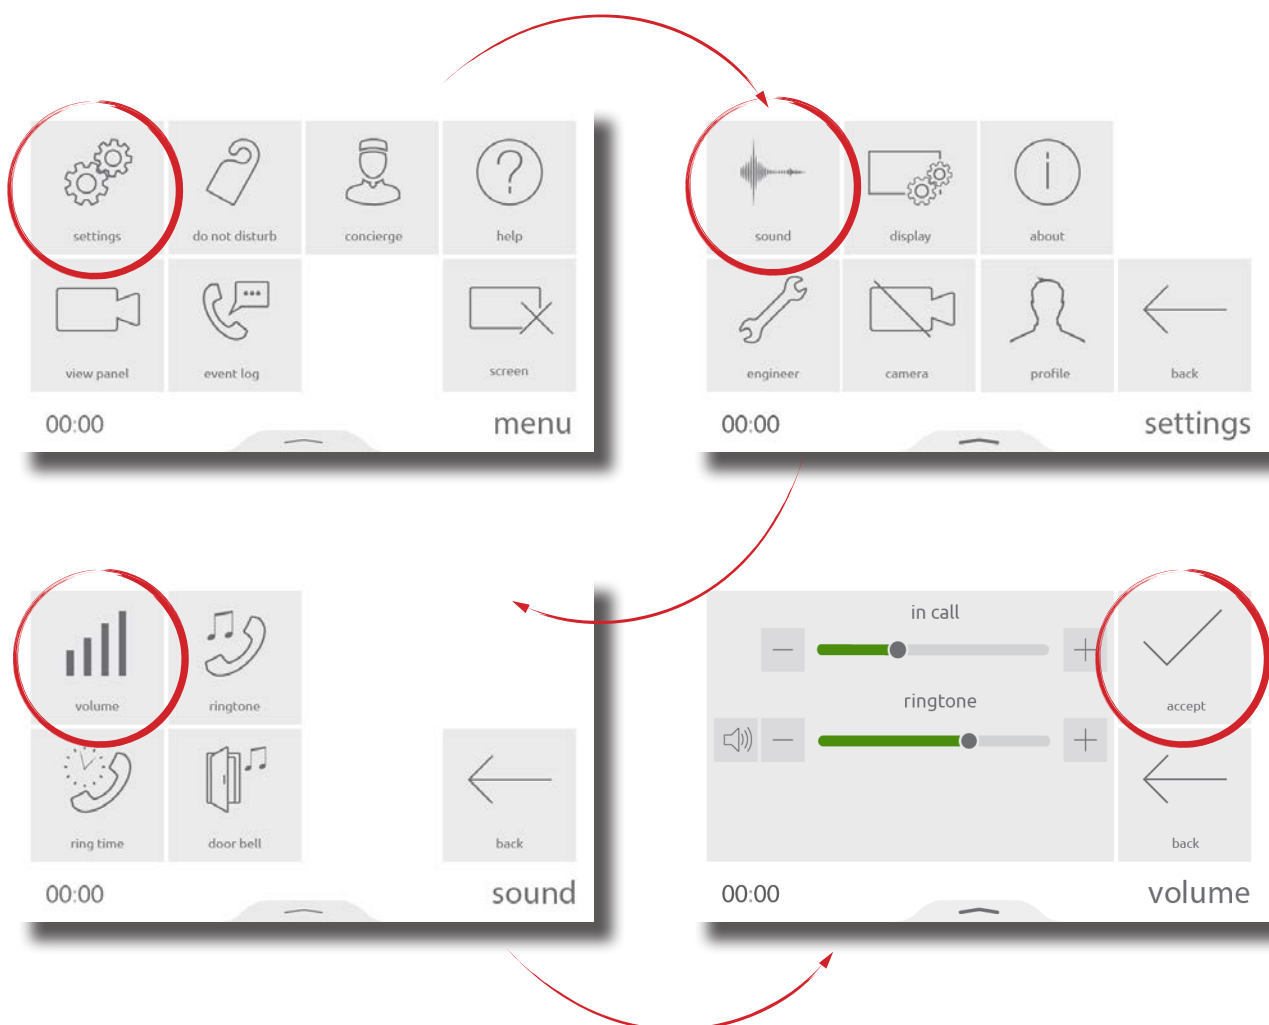 settings
do not disturb
concierge
help
view panel
event log
screen
00:00
menu
sound
display
about
engineer
camera
profile
back
00:00
settings
volume
ringtone
ring time
door bell
back
00:00
sound
in call
ringtone
accept
back
00:00
volume